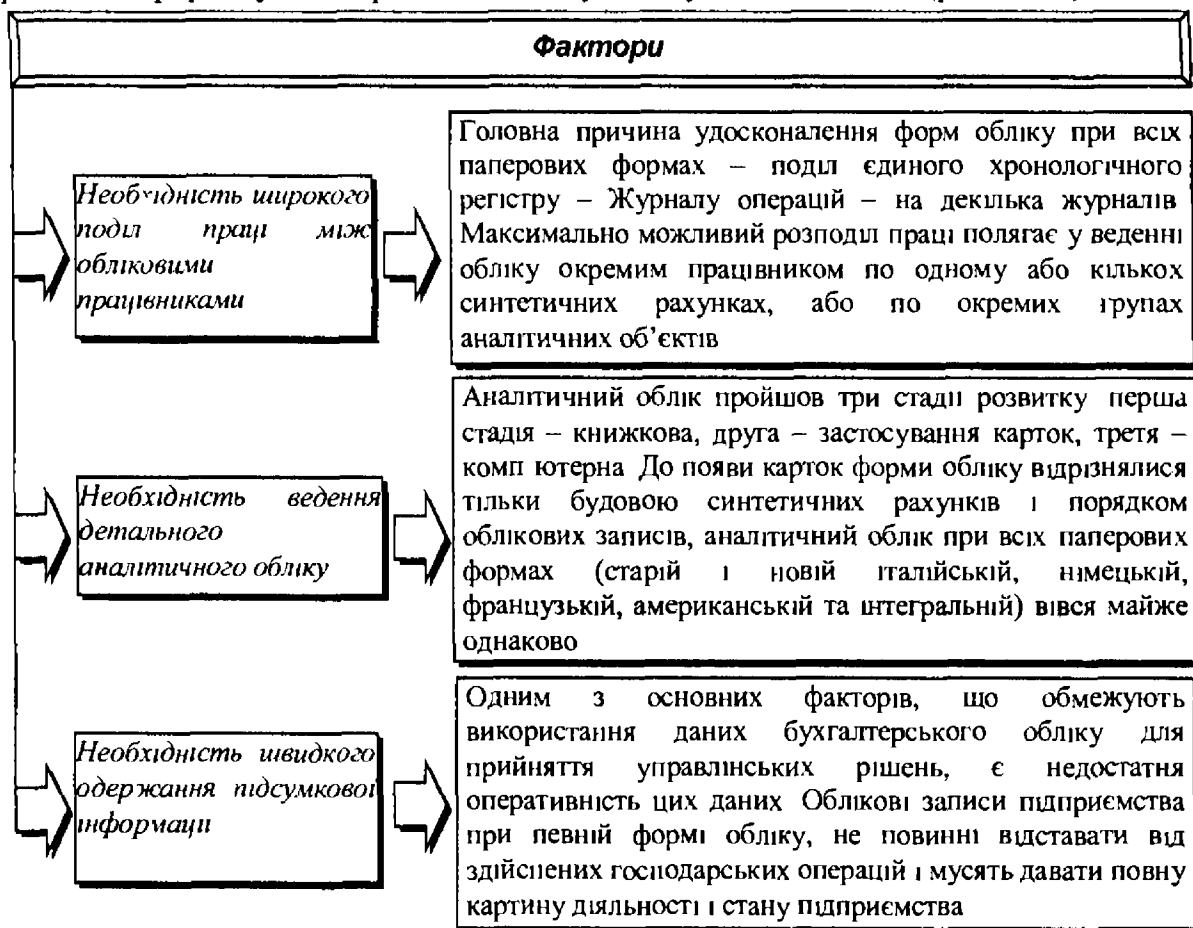 Фактори
Необхідність широкого
поділ праці між
обліковими
працівниками
Головна причина удосконалення форм обліку при всіх
паперових формах – поділ єдиного хронологічного
регістру – Журналу операцій – на декілька журналів
Максимально можливий розподіл праці полягає у веденні
обліку окремим працівником по одному або кількох
синтетичних рахунках, або по окремих групах
аналітичних об’єктів
Необхідність ведення
детального
аналітичного обліку
Аналітичний облік пройшов три стадії розвитку перша
стадія – книжкова, друга – застосування карток, третя –
комп ютерна До появи карток форми обліку відрізнялися
тільки будовою синтетичних рахунків і порядком
облікових записів, аналітичний облік при всіх паперових
формах (старій і новій італійській, німецькій,
французькій, американській та інтегральній) вівся майже
однаково
Необхідність швидкого
одержання підсумкової
інформації
Одним з основних факторів, що обмежують
використання даних бухгалтерського обліку для
прийняття управлінських рішень, є недостатня
оперативність цих даних Облікові записи підприємства
при певній формі обліку, не повинні відставати від
здійснених господарських операцій і мусять давати повну
картину діяльності і стану підприємства